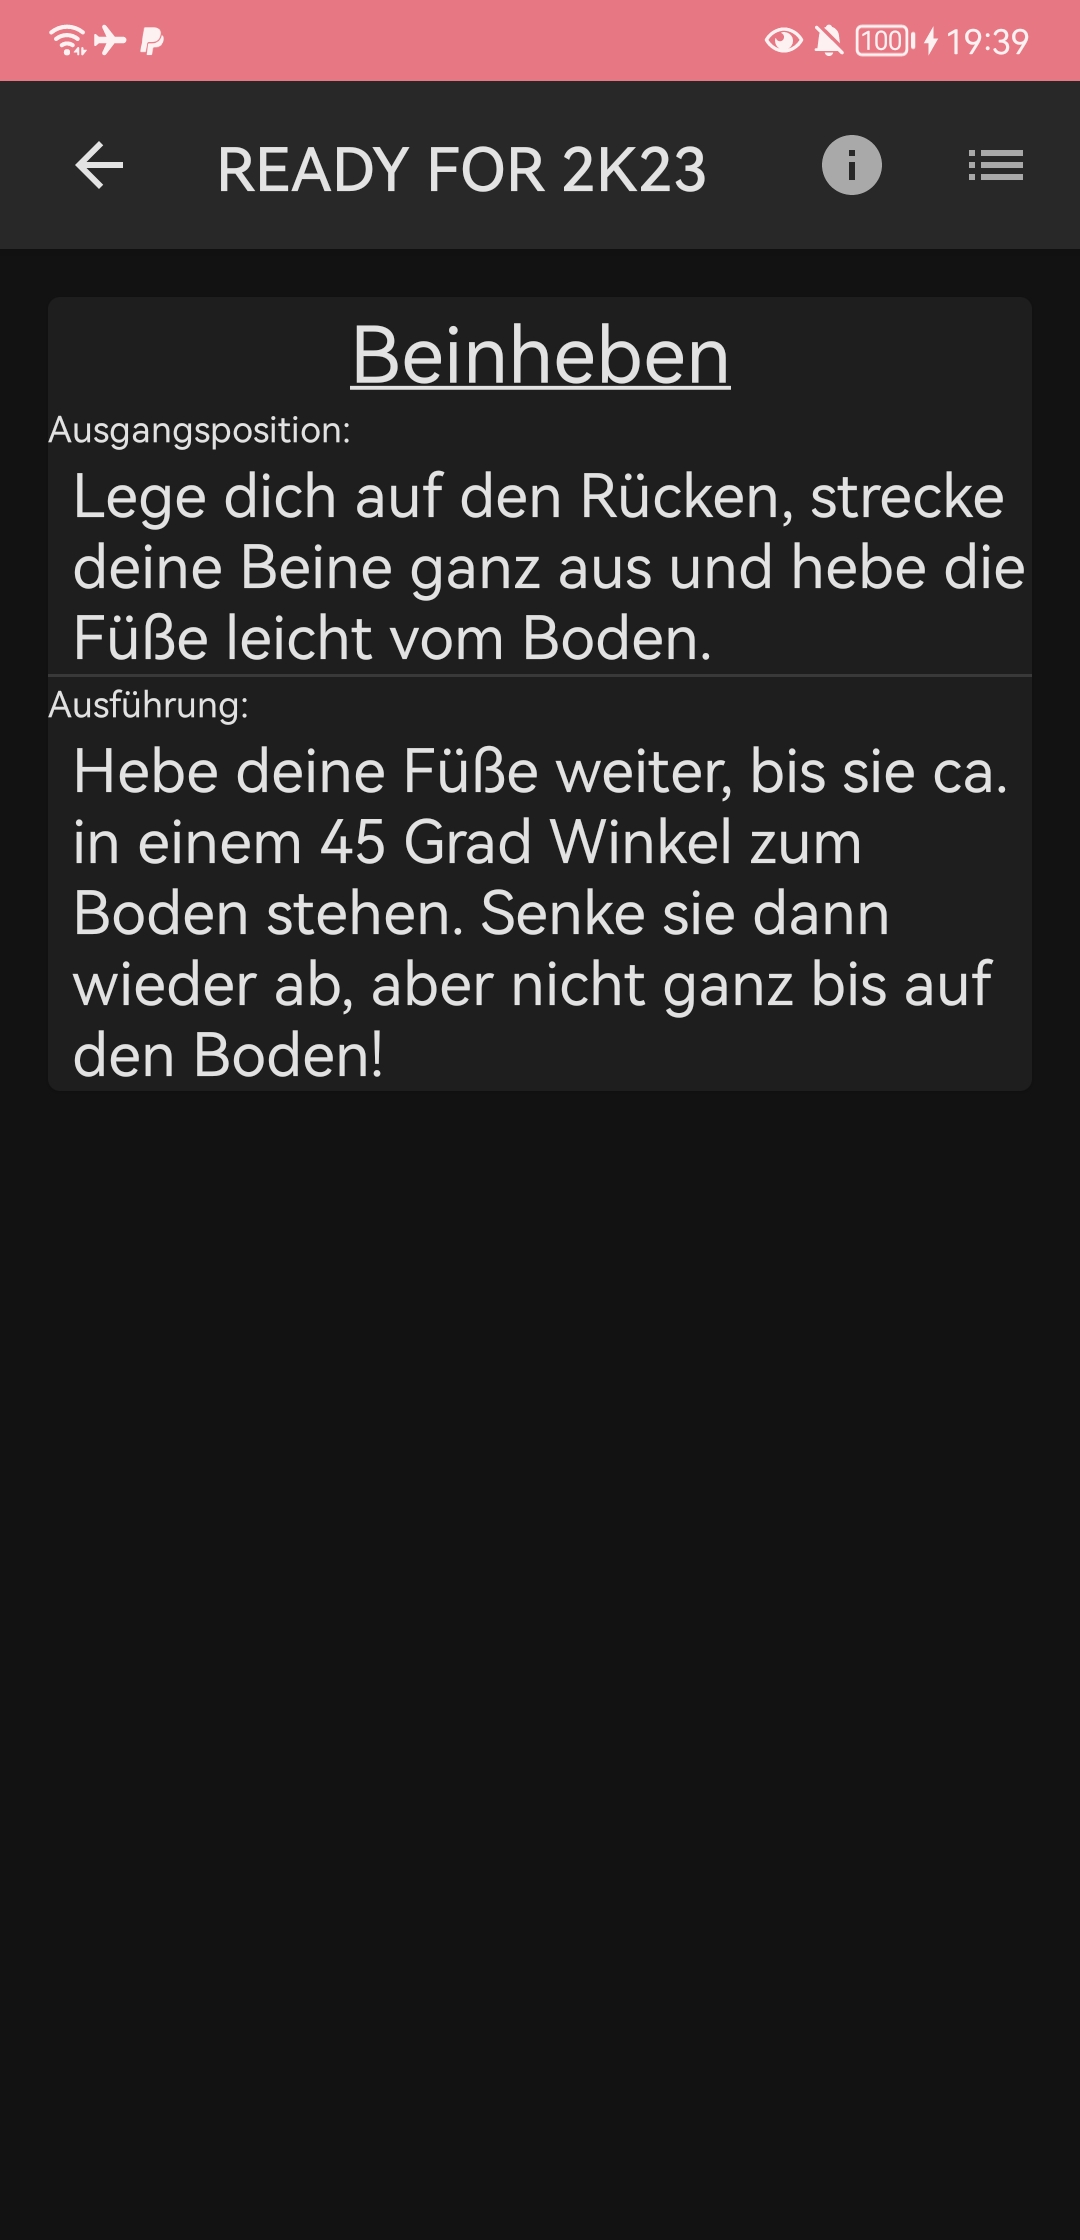 100 19:39
READY FOR 2K23
Beinheben
Ausgangsposition:
Lege dich auf den Rücken, strecke
deine Beine ganz aus und hebe die
Füße leicht vom Boden.
Ausführung:
Hebe deine Füße weiter, bis sie ca.
in einem 45 Grad Winkel zum
Boden stehen. Senke sie dann
wieder ab, aber nicht ganz bis auf
den Boden!